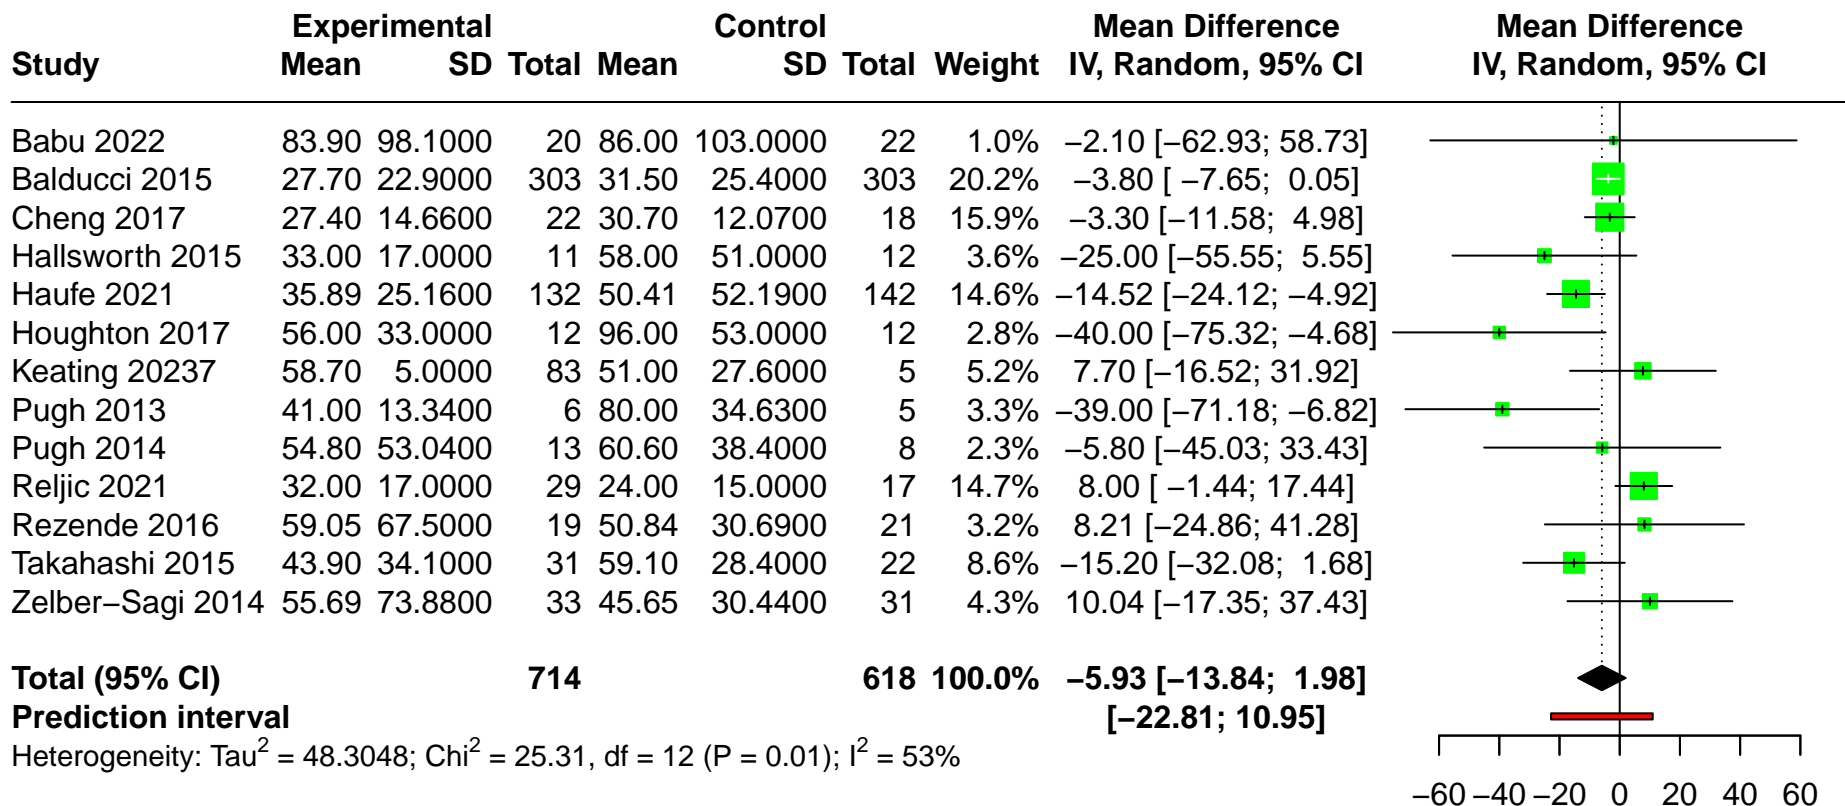 Experimental Control Mean Difference Mean Difference
Study Mean SD Total Mean SD Total Weight IV, Random, 95% CI IV, Random, 95% CI
Babu 2022 83.90 98.1000 20 86.00 103.0000 22 1.0% −2.10 [−62.93; 58.73]
Balducci 2015 27.70 22.9000 303 31.50 25.4000 303 20.2% −3.80 [ −7.65; 0.05]
Cheng 2017 27.40 14.6600 22 30.70 12.0700 18 15.9% −3.30 [−11.58; 4.98]
Hallsworth 2015 33.00 17.0000 11 58.00 51.0000 12 3.6% −25.00 [−55.55; 5.55]
Haufe 2021 35.89 25.1600 132 50.41 52.1900 142 14.6% −14.52 [−24.12; −4.92]
Houghton 2017 56.00 33.0000 12 96.00 53.0000 12 2.8% −40.00 [−75.32; −4.68]
Keating 20237 58.70 5.0000 83 51.00 27.6000 5 5.2% 7.70 [−16.52; 31.92]
Pugh 2013 41.00 13.3400 6 80.00 34.6300 5 3.3% −39.00 [−71.18; −6.82]
Pugh 2014 54.80 53.0400 13 60.60 38.4000 8 2.3% −5.80 [−45.03; 33.43]
Reljic 2021 32.00 17.0000 29 24.00 15.0000 17 14.7% 8.00 [ −1.44; 17.44]
Rezende 2016 59.05 67.5000 19 50.84 30.6900 21 3.2% 8.21 [−24.86; 41.28]
Takahashi 2015 43.90 34.1000 31 59.10 28.4000 22 8.6% −15.20 [−32.08; 1.68]
Zelber−Sagi 2014 55.69 73.8800 33 45.65 30.4400 31 4.3% 10.04 [−17.35; 37.43]
Total (95% CI) 714 618 100.0% −5.93 [−13.84; 1.98]
Prediction interval [−22.81; 10.95]
Heterogeneity: Tau² = 48.3048; Chi² = 25.31, df = 12 (P = 0.01); I² = 53%
−60 −40 −20 0 20 40 60